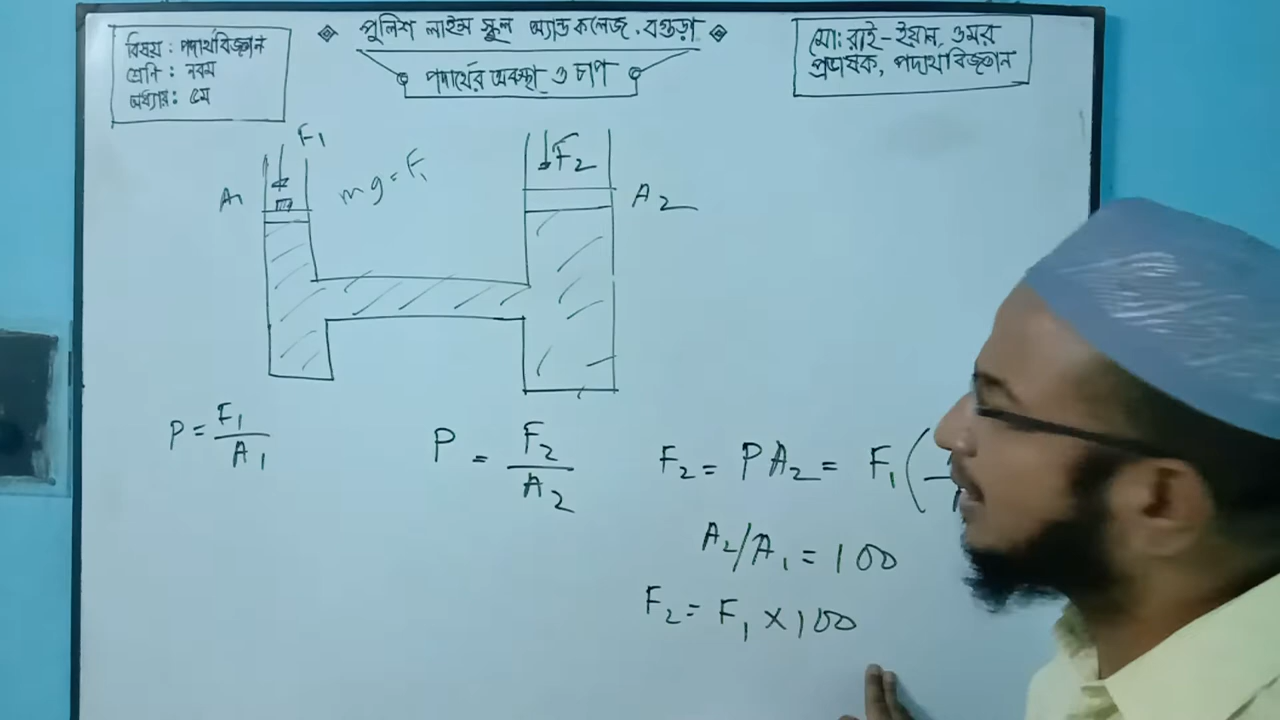 বিষয় : পদার্থবিজ্ঞান
শ্রেণি : নবম
অধ্যায় : ৫ম
পুলিশ লাইন্স স্কুল অ্যান্ড কলেজ, বগুড়া
পদার্থের অবস্থা ও চাপ
মো: রাই-ইয়ান, ওমর
প্রভাষক, পদার্থবিজ্ঞান
F₁
A₁
mg = F₁
F₂
A₂
P = F₁/A₁
P = F₂/A₂
F₂ = PA₂ = F₁(
A₂/A₁ = 100
F₂ = F₁ × 100